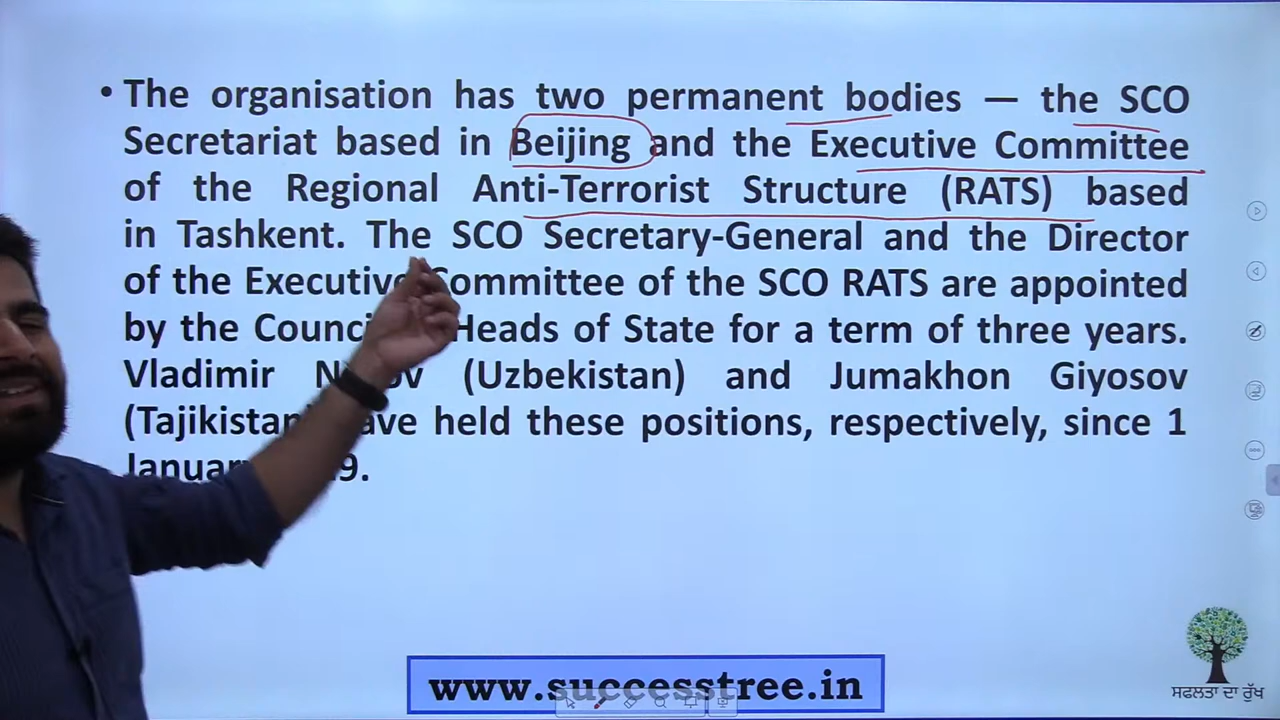 • The organisation has two permanent bodies — the SCO
Secretariat based in Beijing and the Executive Committee
of the Regional Anti-Terrorist Structure (RATS) based
in Tashkent. The SCO Secretary-General and the Director
of the Executive Committee of the SCO RATS are appointed
by the Heads of State for a term of three years.
Vladimir (Uzbekistan) and Jumakhon Giyosov
held these positions, respectively, since 1
www.successtree.in
ਸਫਲਤਾ ਦਾ ਰੁੱਖ